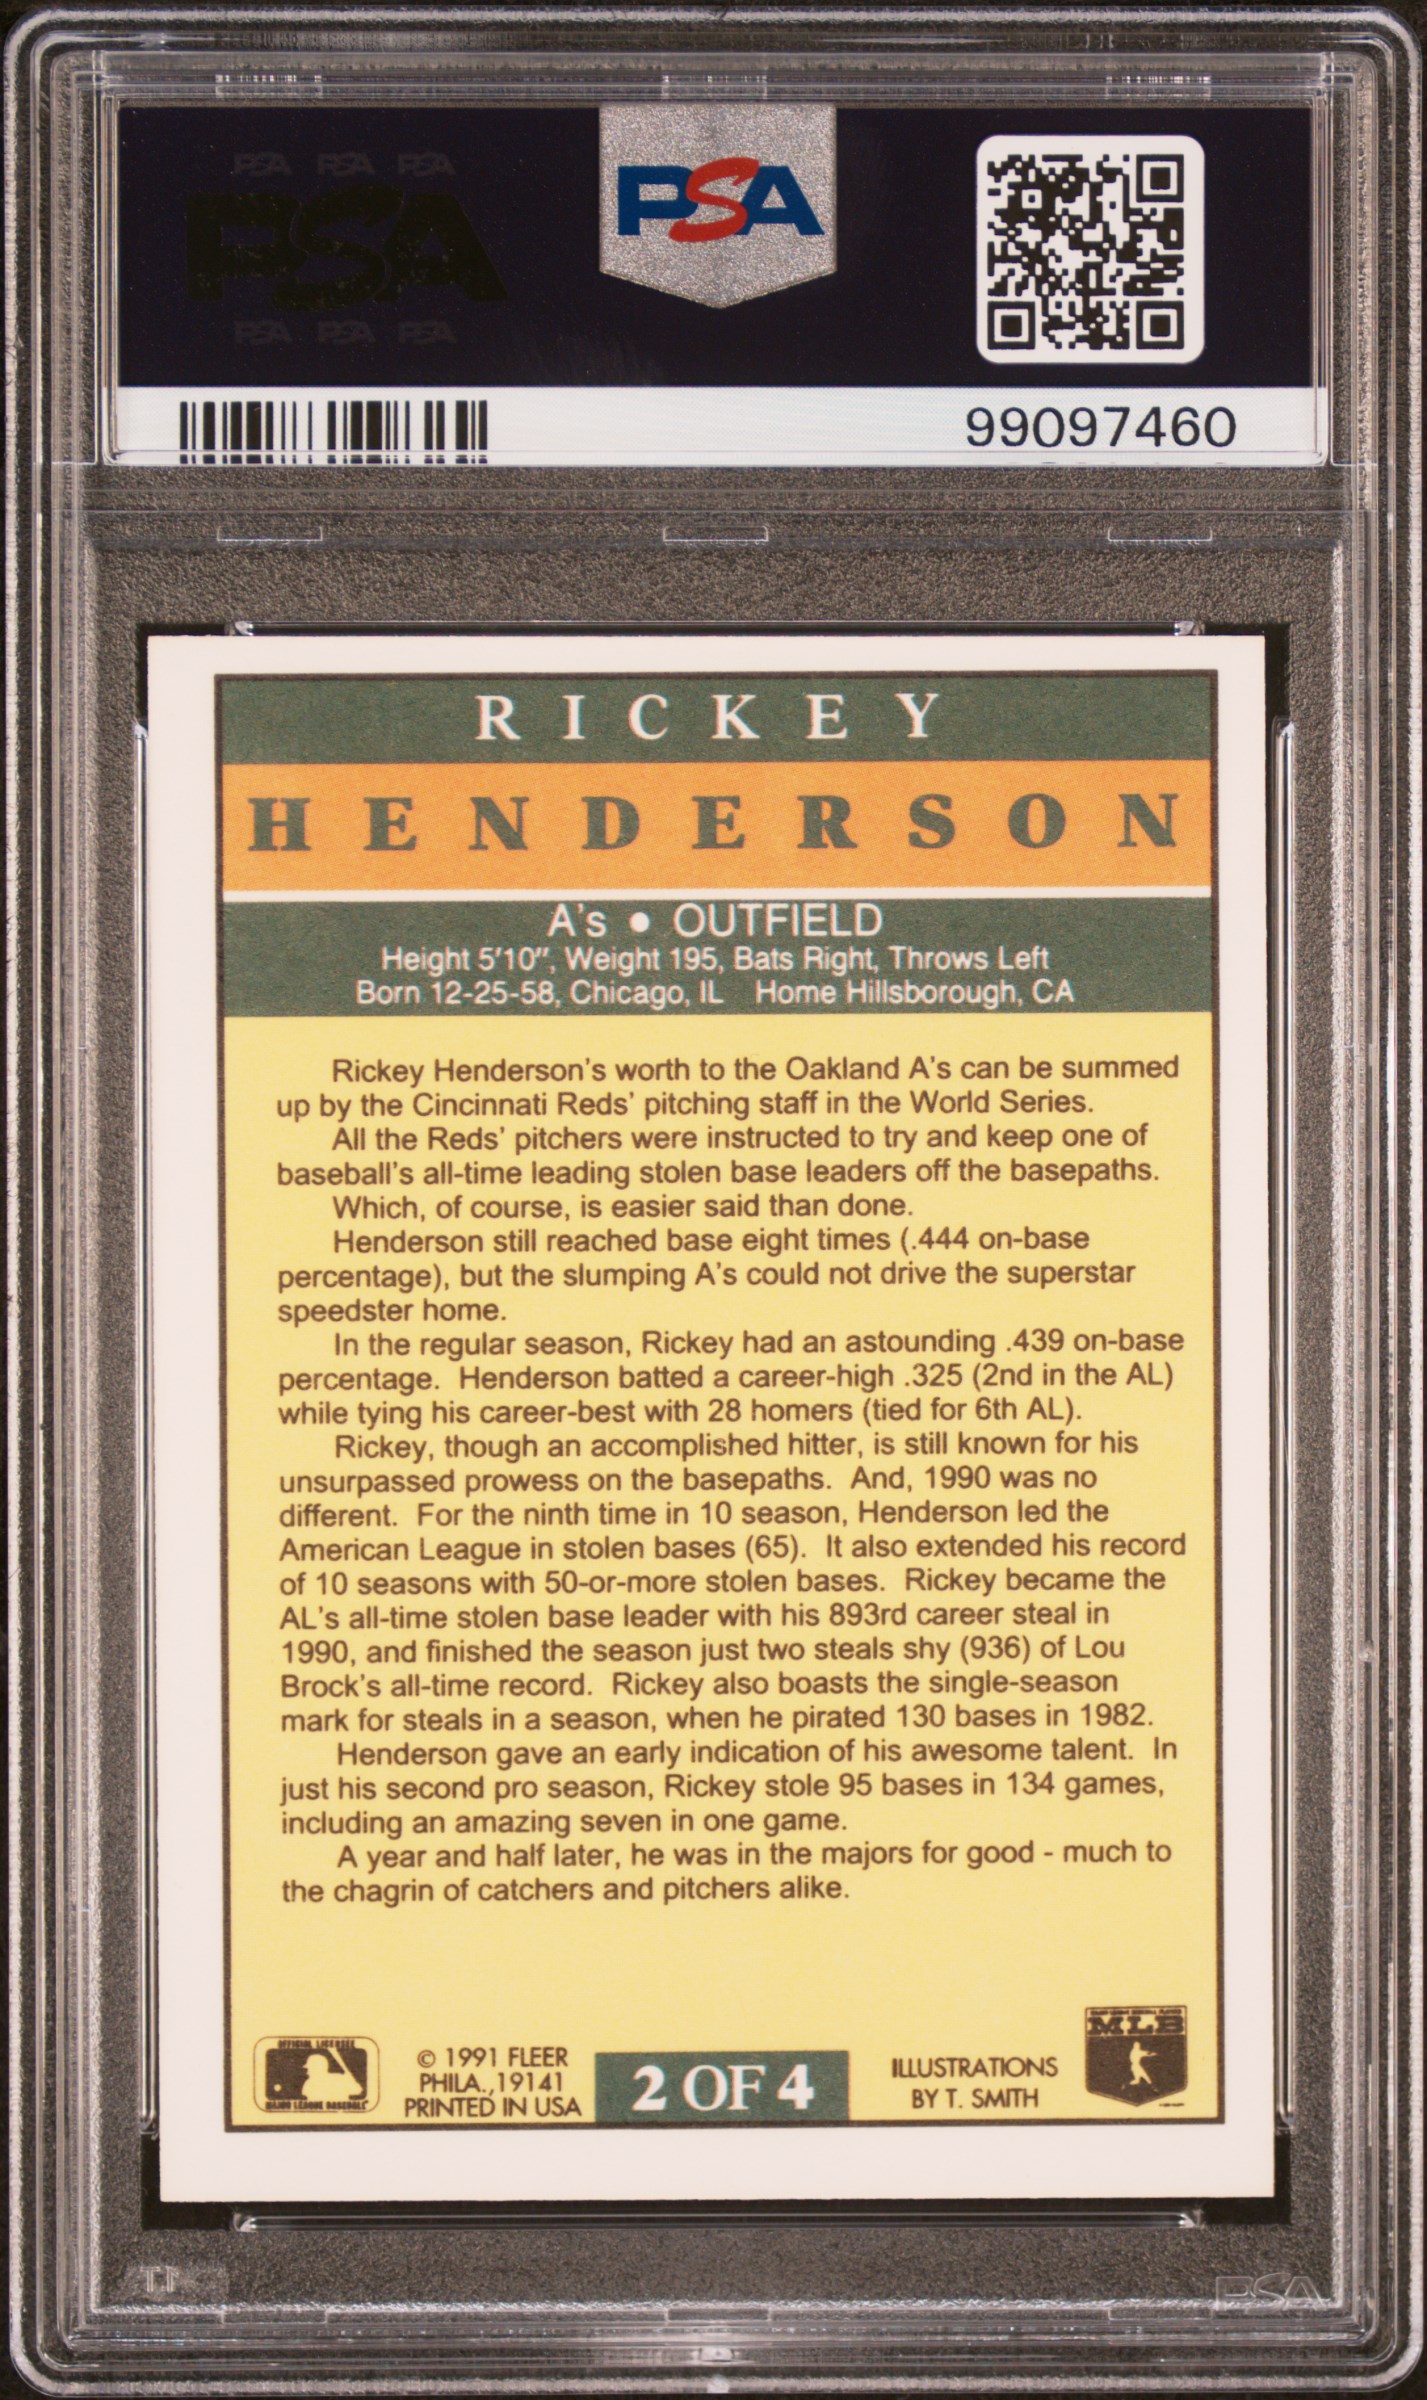 PSA PSA PSA
PSA
PSA PSA PSA
PSA
99097460
RICKEY
HENDERSON
A's • OUTFIELD
Height 5'10", Weight 195, Bats Right, Throws Left
Born 12-25-58, Chicago, IL Home Hillsborough, CA
Rickey Henderson's worth to the Oakland A's can be summed
up by the Cincinnati Reds' pitching staff in the World Series.
All the Reds' pitchers were instructed to try and keep one of
baseball's all-time leading stolen base leaders off the basepaths.
Which, of course, is easier said than done.
Henderson still reached base eight times (.444 on-base
percentage), but the slumping A's could not drive the superstar
speedster home.
In the regular season, Rickey had an astounding .439 on-base
percentage. Henderson batted a career-high .325 (2nd in the AL)
while tying his career-best with 28 homers (tied for 6th AL).
Rickey, though an accomplished hitter, is still known for his
unsurpassed prowess on the basepaths. And, 1990 was no
different. For the ninth time in 10 season, Henderson led the
American League in stolen bases (65). It also extended his record
of 10 seasons with 50-or-more stolen bases. Rickey became the
AL's all-time stolen base leader with his 893rd career steal in
1990, and finished the season just two steals shy (936) of Lou
Brock's all-time record. Rickey also boasts the single-season
mark for steals in a season, when he pirated 130 bases in 1982.
Henderson gave an early indication of his awesome talent. In
just his second pro season, Rickey stole 95 bases in 134 games,
including an amazing seven in one game.
A year and half later, he was in the majors for good - much to
the chagrin of catchers and pitchers alike.
OFFICIAL LICENSEE
MAJOR LEAGUE BASEBALL
© 1991 FLEER
PHILA., 19141
PRINTED IN USA
2 OF 4
ILLUSTRATIONS
BY T. SMITH
MLB
PSA